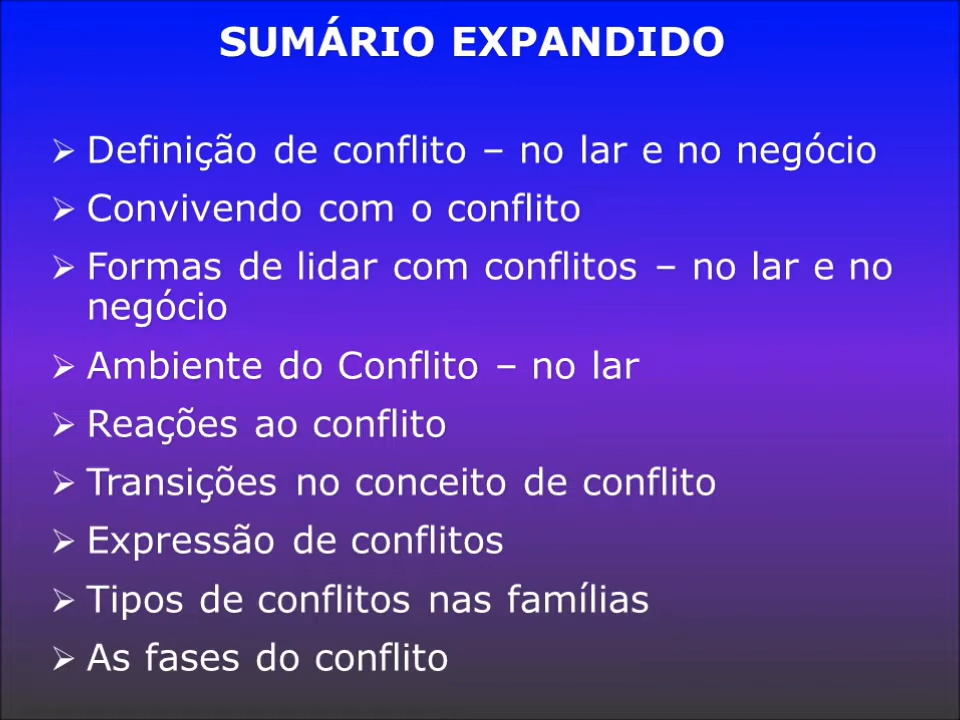 SUMÁRIO EXPANDIDO
➢ Definição de conflito – no lar e no negócio
➢ Convivendo com o conflito
➢ Formas de lidar com conflitos – no lar e no
negócio
➢ Ambiente do Conflito – no lar
➢ Reações ao conflito
➢ Transições no conceito de conflito
➢ Expressão de conflitos
➢ Tipos de conflitos nas famílias
➢ As fases do conflito